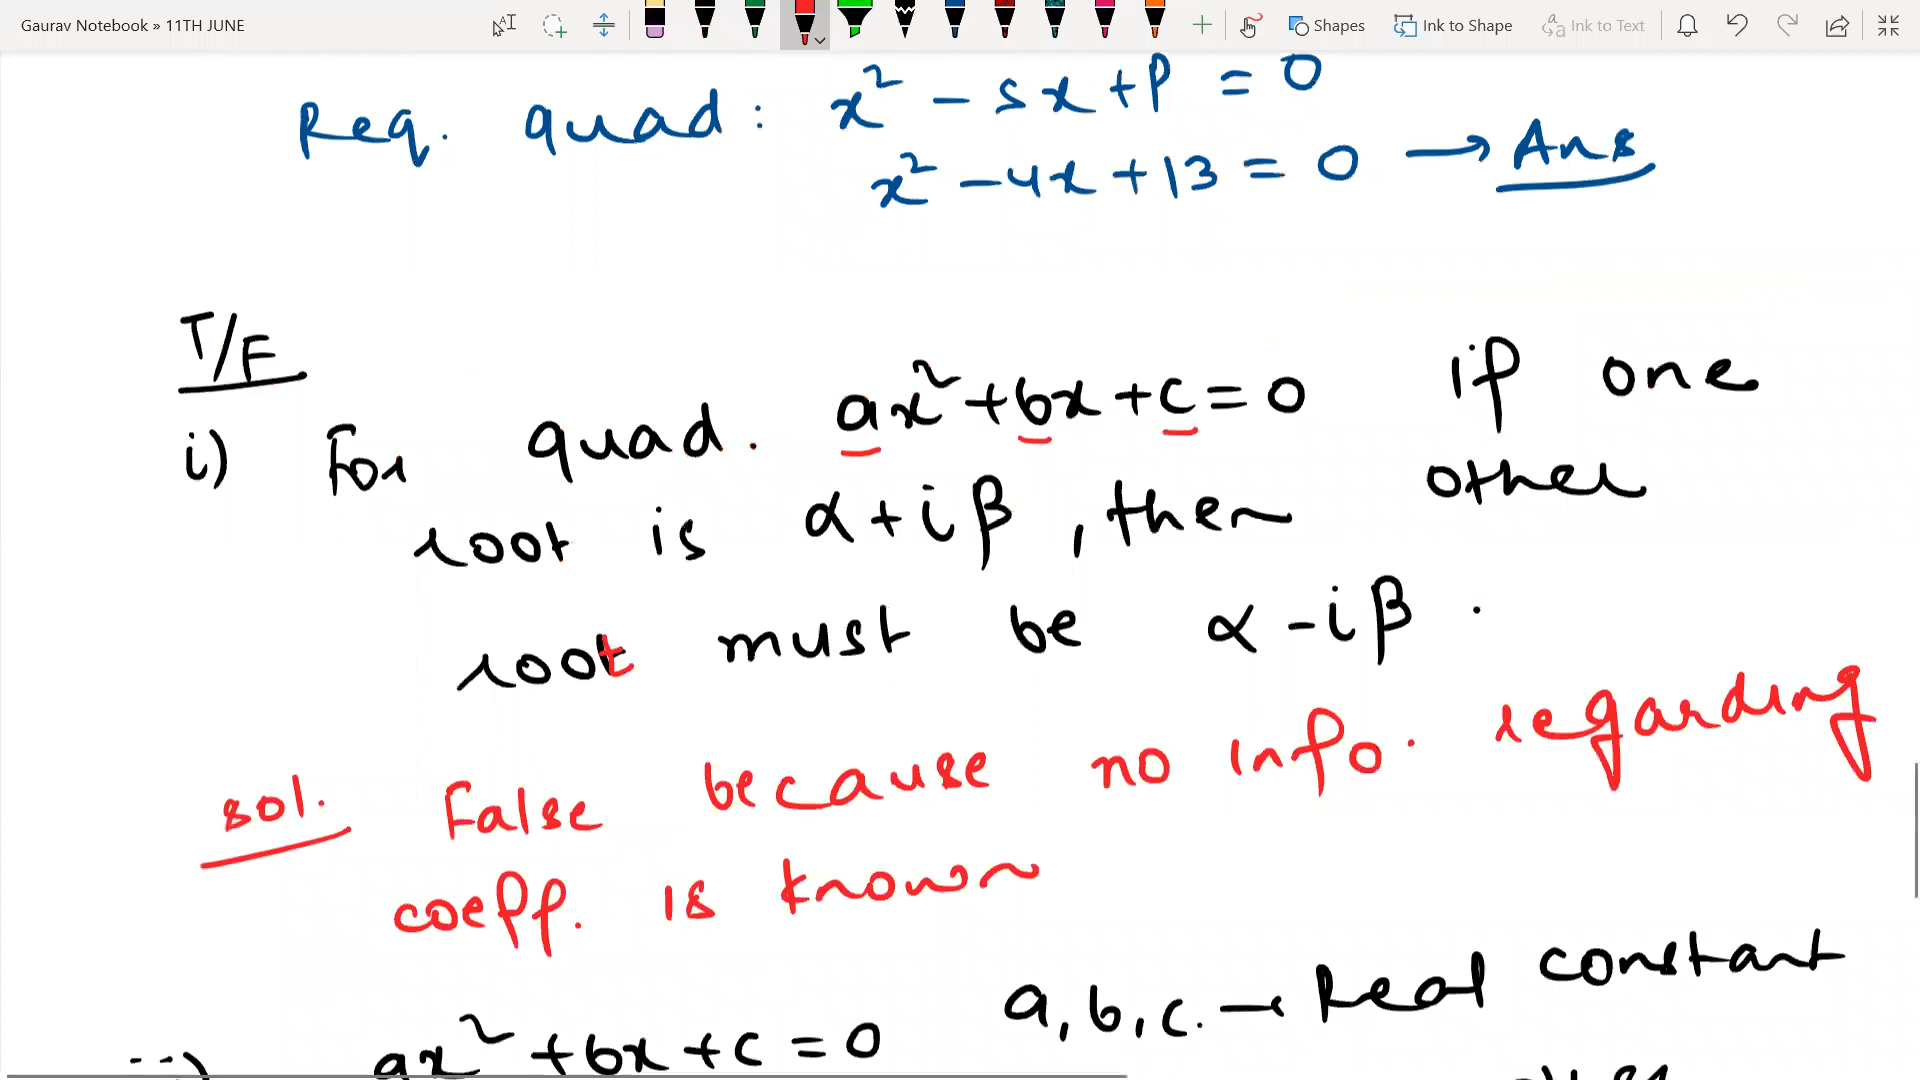 Gaurav Notebook » 11TH JUNE Shapes Ink to Shape Ink to Text
Req. quad: x² - sx + p = 0
x² - 4x + 13 = 0 → Ans
T/F
i) For quad. ax² + bx + c = 0 if one
root is α + iβ, then other
root must be α - iβ.
sol. False because no info. regarding
coeff. is known
ax² + bx + c = 0 a, b, c. → Real constant